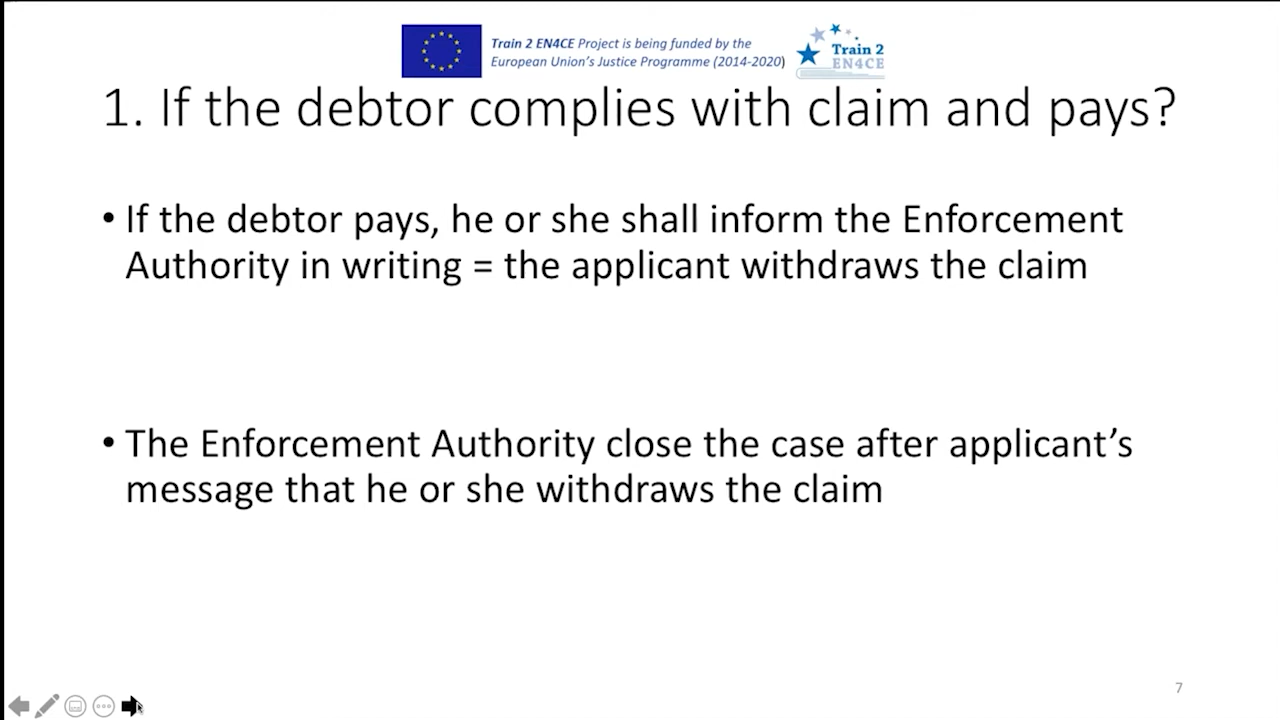 Train 2 EN4CE Project is being funded by the
European Union's Justice Programme (2014-2020)
Train 2
EN4CE
1. If the debtor complies with claim and pays?
• If the debtor pays, he or she shall inform the Enforcement
Authority in writing = the applicant withdraws the claim
• The Enforcement Authority close the case after applicant’s
message that he or she withdraws the claim
7